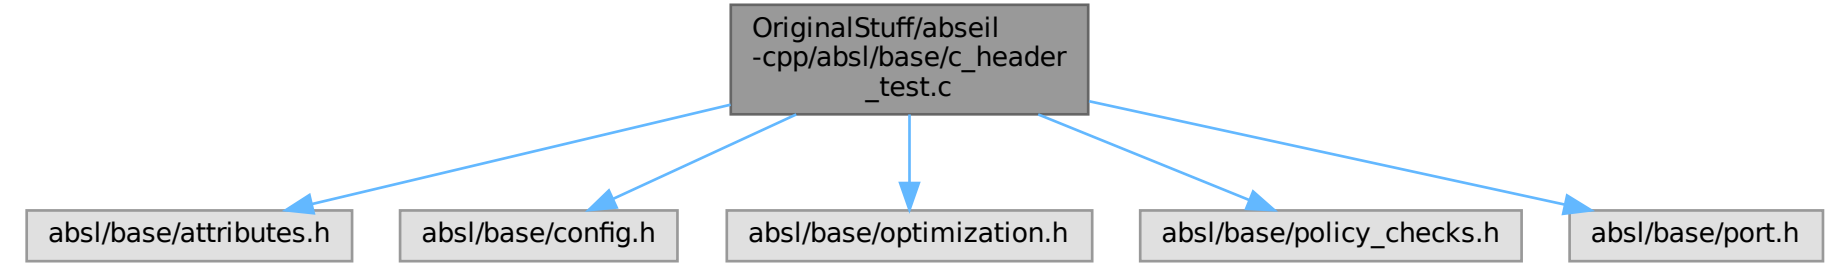 OriginalStuff/abseil
-cpp/absl/base/c_header
_test.c
absl/base/attributes.h
absl/base/config.h
absl/base/optimization.h
absl/base/policy_checks.h
absl/base/port.h